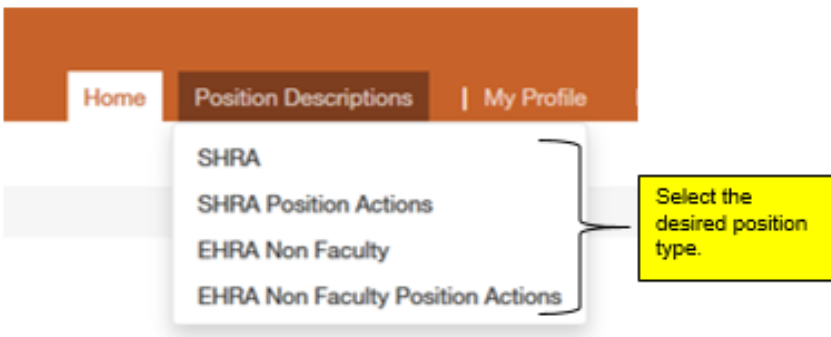 Home Position Descriptions | My Profile
SHRA
SHRA Position Actions
EHRA Non Faculty
EHRA Non Faculty Position Actions
Select the
desired position
type.